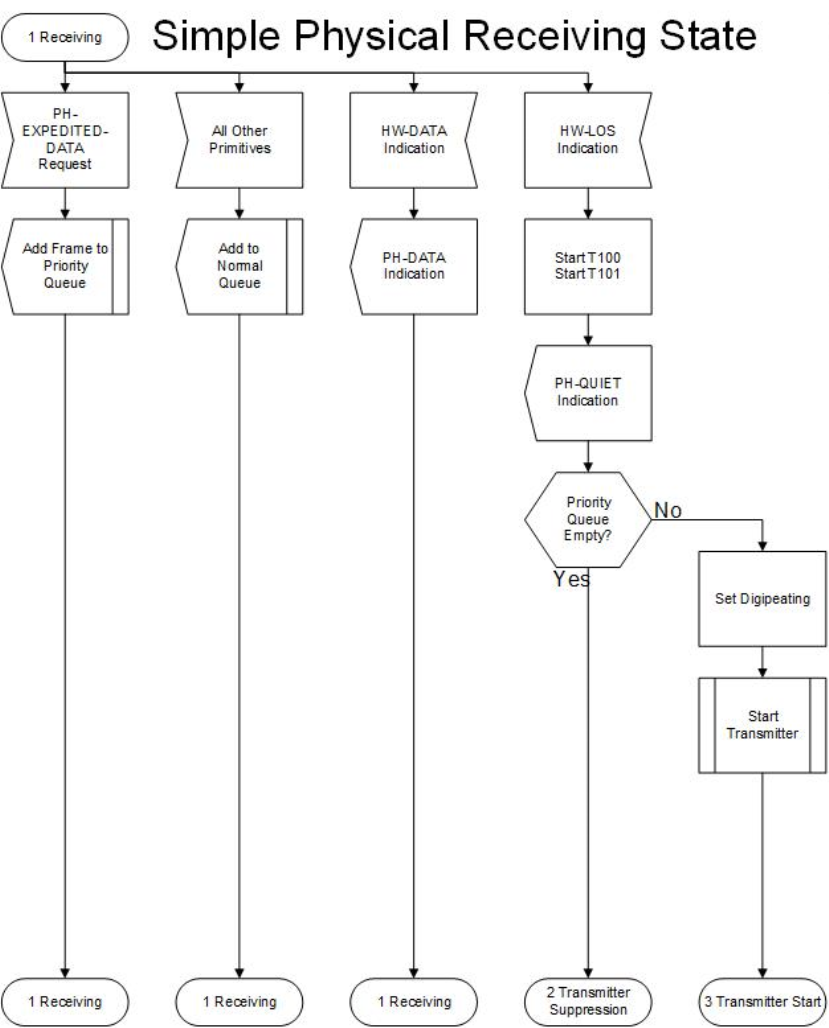 1 Receiving
Simple Physical Receiving State
PH-
EXPEDITED-
DATA
Request
All Other
Primitives
HW-DATA
Indication
HW-LOS
Indication
Add Frame to
Priority
Queue
Add to
Normal
Queue
PH-DATA
Indication
Start T100
Start T101
PH-QUIET
Indication
Priority
Queue
Empty?
No
Yes
Set Digipeating
Start
Transmitter
1 Receiving
1 Receiving
1 Receiving
2 Transmitter
Suppression
3 Transmitter Start